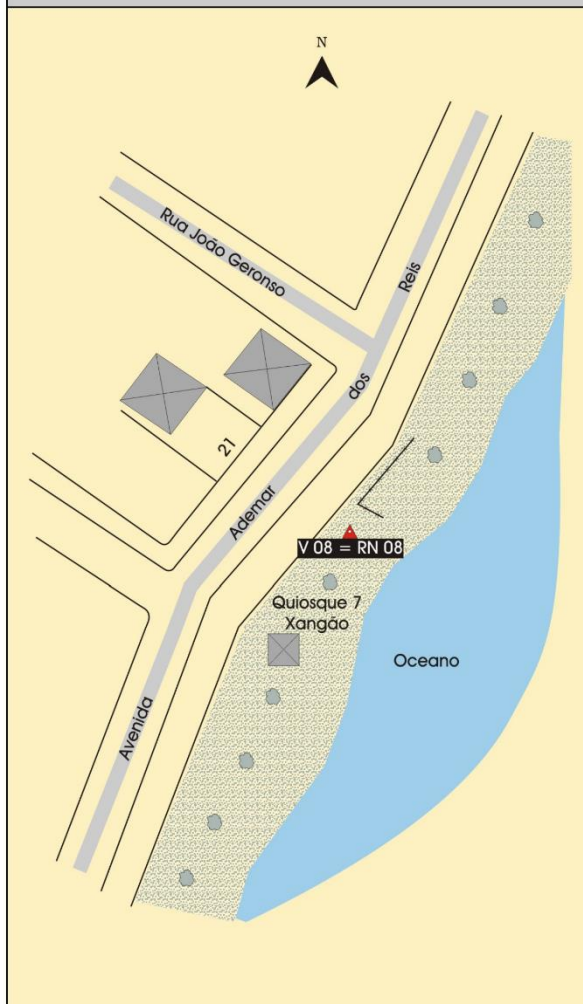 N
Rua João Geronso
Reis
dos
21
Ademar
V 08 = RN 08
Quiosque 7
Xangão
Oceano
Avenida